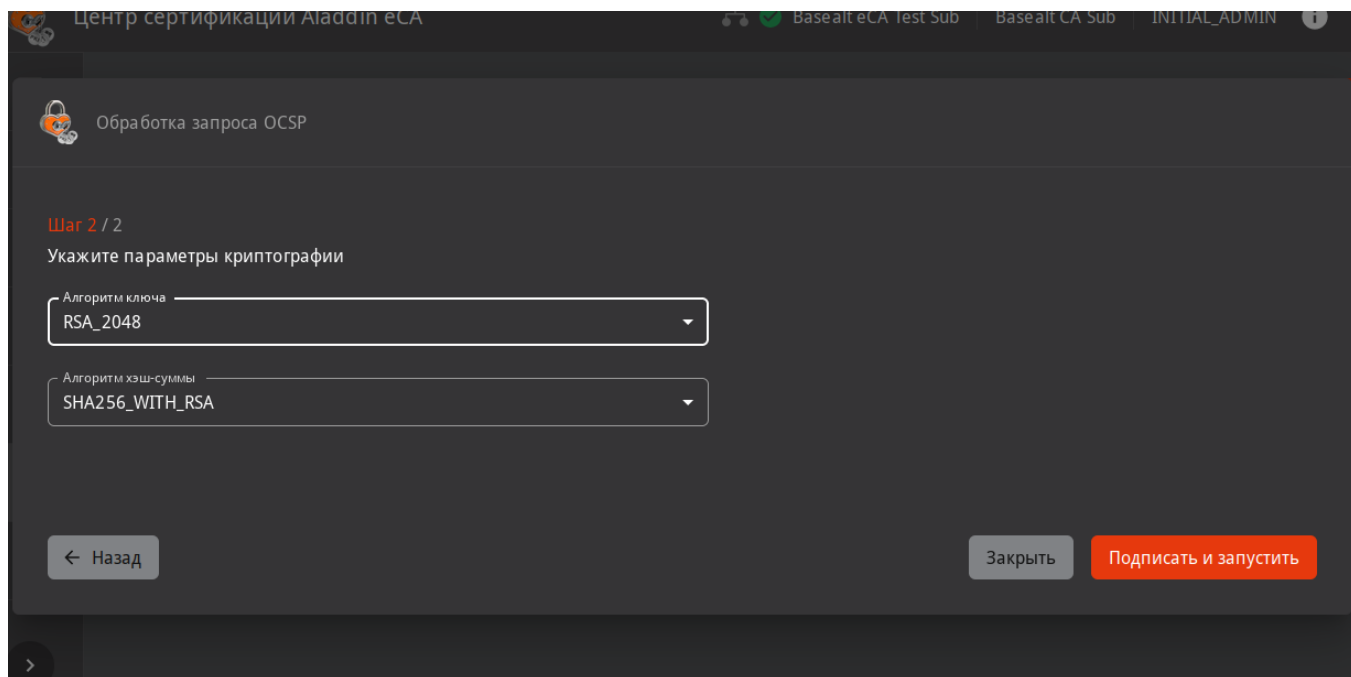 Центр сертификации Aladdin eCA
Basealt eCA Test Sub
Basealt CA Sub
INITIAL_ADMIN
Обработка запроса OCSP
Шаг 2 / 2
Укажите параметры криптографии
Алгоритм ключа
RSA_2048
Алгоритм хэш-суммы
SHA256_WITH_RSA
Назад
Закрыть
Подписать и запустить